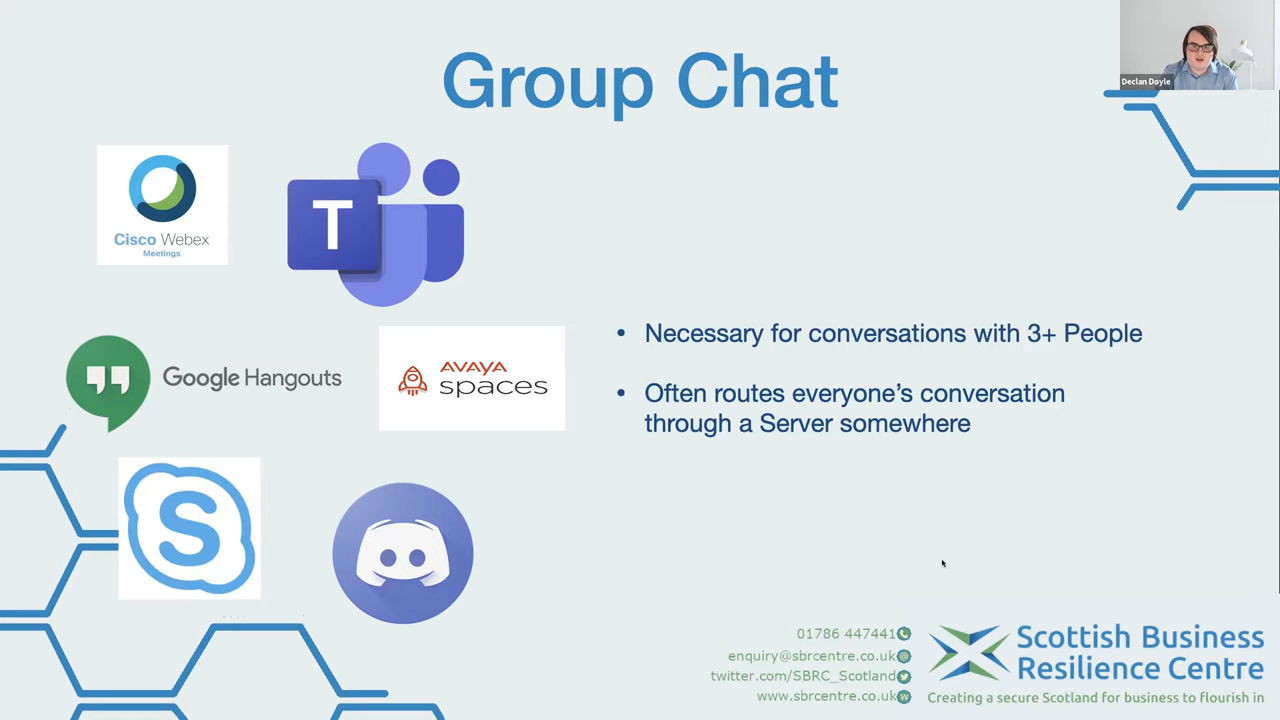 Group Chat
Declan Doyle
Cisco Webex
Meetings
T
Google Hangouts
AVAYA
spaces
S
• Necessary for conversations with 3+ People
• Often routes everyone’s conversation
through a Server somewhere
01786 447441
enquiry@sbrcentre.co.uk
twitter.com/SBRC_Scotland
www.sbrcentre.co.uk
Scottish Business
Resilience Centre
Creating a secure Scotland for business to flourish in